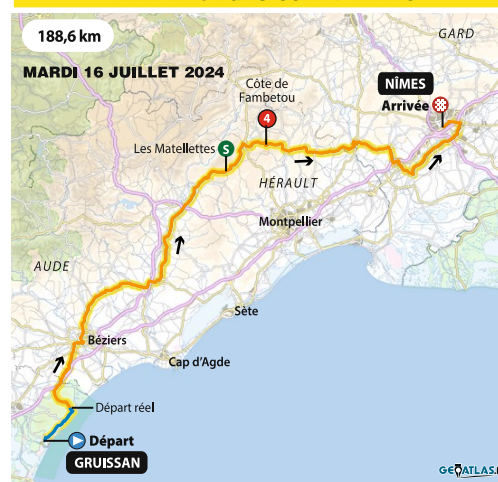 188,6 km
GARD
MARDI 16 JUILLET 2024
NÎMES
Arrivée
Côte de
Fambetou
4
Les Matellettes
S
HÉRAULT
Montpellier
AUDE
Sète
Béziers
Cap d'Agde
Départ réel
Départ
GRUISSAN